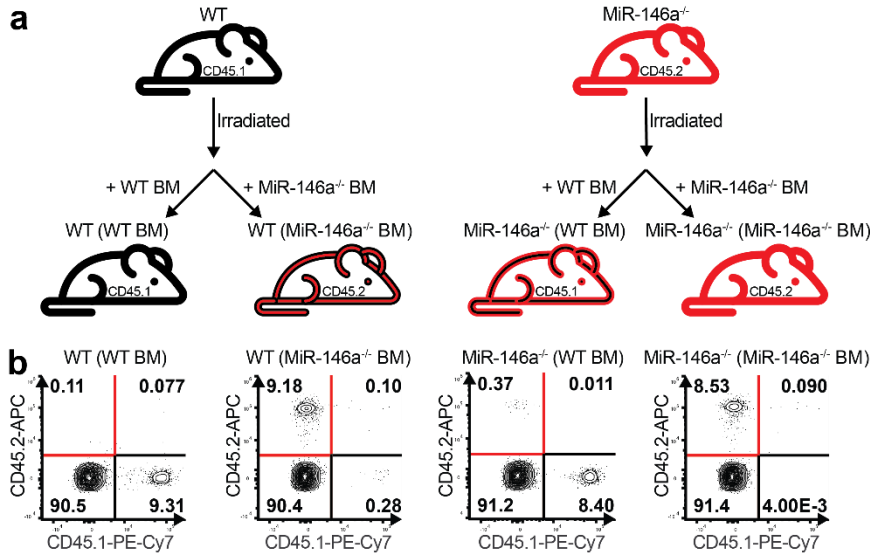 a
WT
MiR-146a⁻/⁻
CD45.1
CD45.2
Irradiated
Irradiated
+ WT BM
+ MiR-146a⁻/⁻ BM
+ WT BM
+ MiR-146a⁻/⁻ BM
WT (WT BM)
WT (MiR-146a⁻/⁻ BM)
MiR-146a⁻/⁻ (WT BM)
MiR-146a⁻/⁻ (MiR-146a⁻/⁻ BM)
CD45.1
CD45.2
CD45.1
CD45.2
b
WT (WT BM)
WT (MiR-146a⁻/⁻ BM)
MiR-146a⁻/⁻ (WT BM)
MiR-146a⁻/⁻ (MiR-146a⁻/⁻ BM)
CD45.2-APC
0.11
0.077
90.5
9.31
CD45.1-PE-Cy7
CD45.2-APC
9.18
0.10
90.4
0.28
CD45.1-PE-Cy7
CD45.2-APC
0.37
0.011
91.2
8.40
CD45.1-PE-Cy7
CD45.2-APC
8.53
0.090
91.4
4.00E-3
CD45.1-PE-Cy7